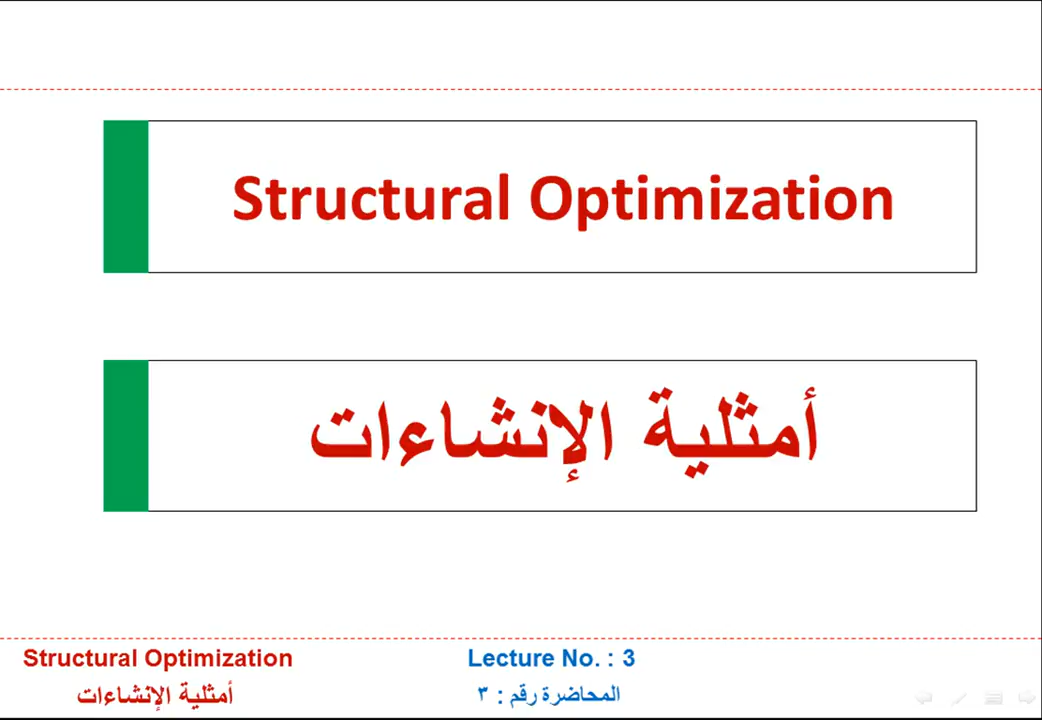 Structural Optimization
أمثلية الإنشاءات
Structural Optimization
Lecture No. : 3
أمثلية الإنشاءات
المحاضرة رقم : ٣